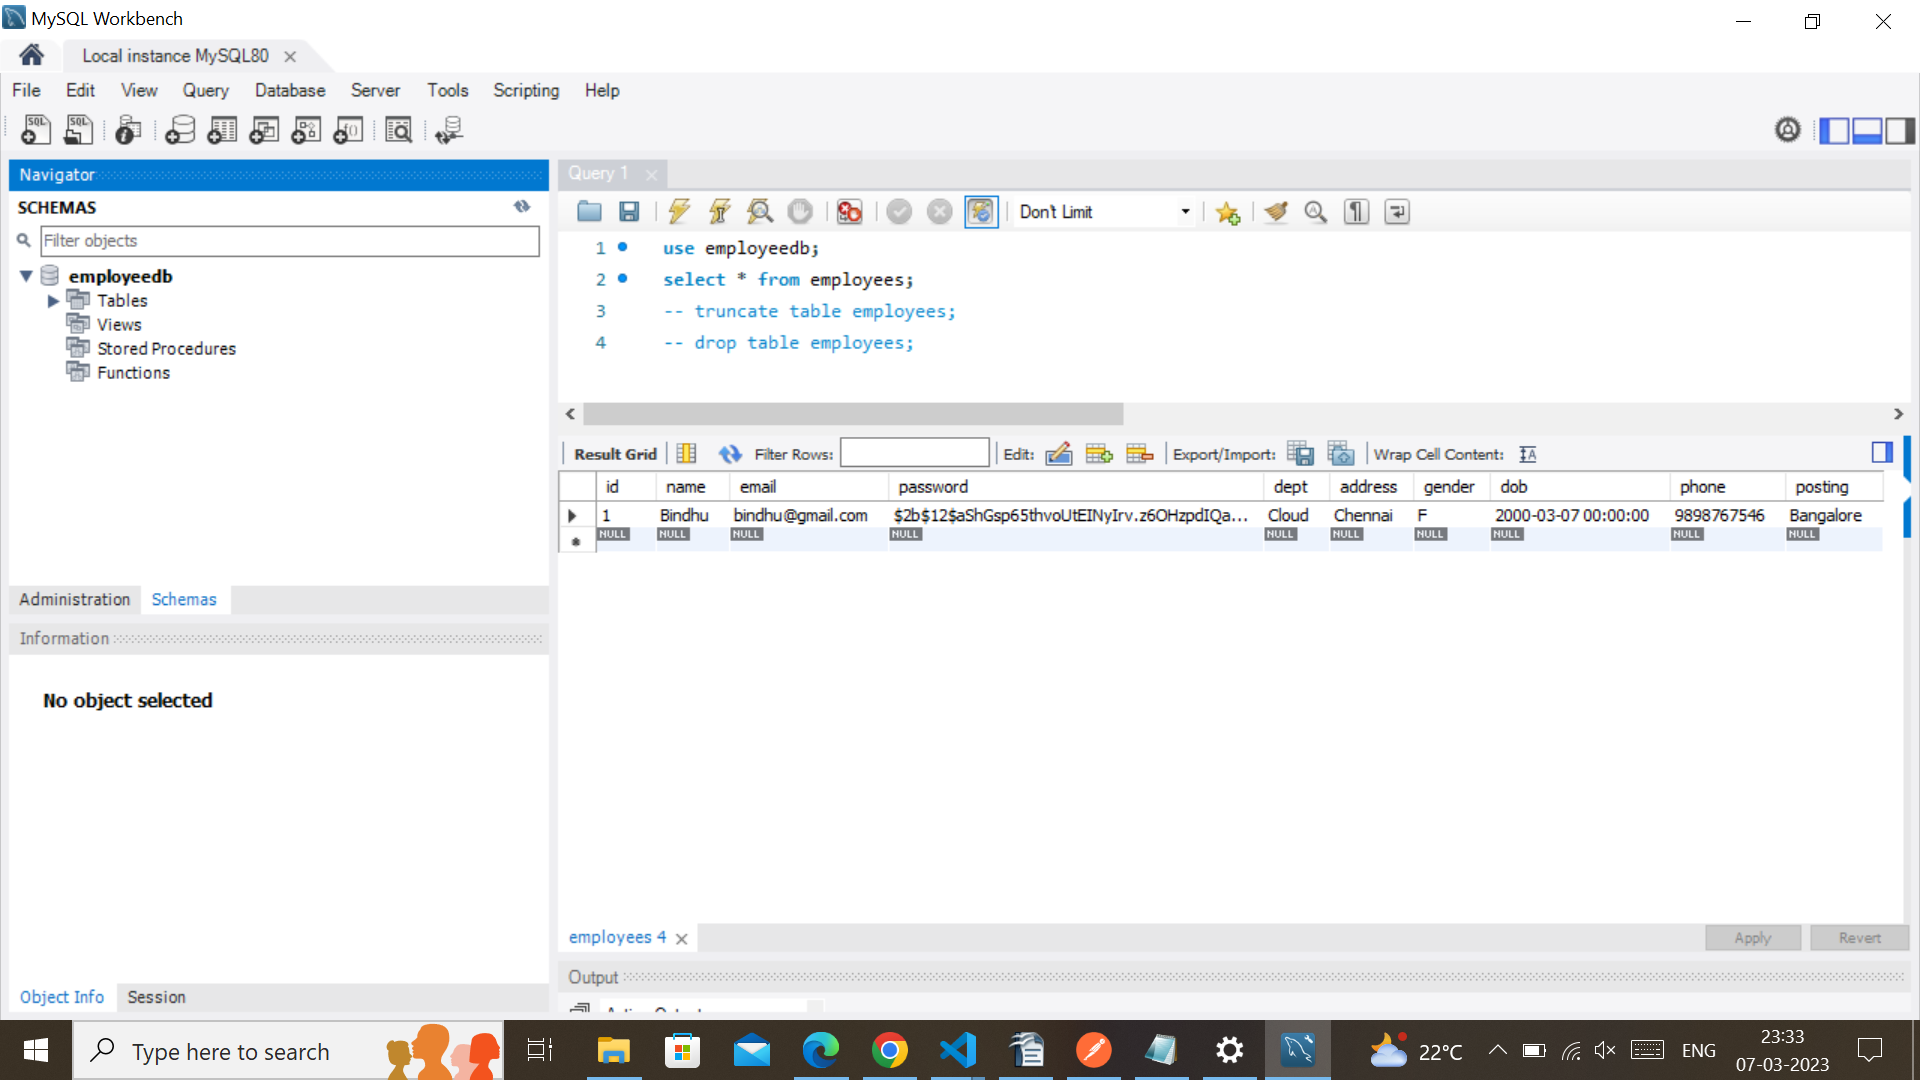 MySQL Workbench
Local instance MySQL80
File Edit View Query Database Server Tools Scripting Help
Navigator
SCHEMAS
Filter objects
employeedb
Tables
Views
Stored Procedures
Functions
Administration Schemas
Information
No object selected
Object Info Session
Query 1
Don't Limit
1 use employeedb;
2 select * from employees;
3 -- truncate table employees;
4 -- drop table employees;
Result Grid Filter Rows: Edit: Export/Import: Wrap Cell Content:
id name email password dept address gender dob phone posting
1 Bindhu bindhu@gmail.com $2b$12$aShGsp65thvoUtEINyIrv.z6OHzpdIQa... Cloud Chennai F 2000-03-07 00:00:00 9898767546 Bangalore
NULL NULL NULL NULL NULL NULL NULL NULL NULL NULL
employees 4
Apply Revert
Output
Type here to search
22°C
ENG
23:33
07-03-2023